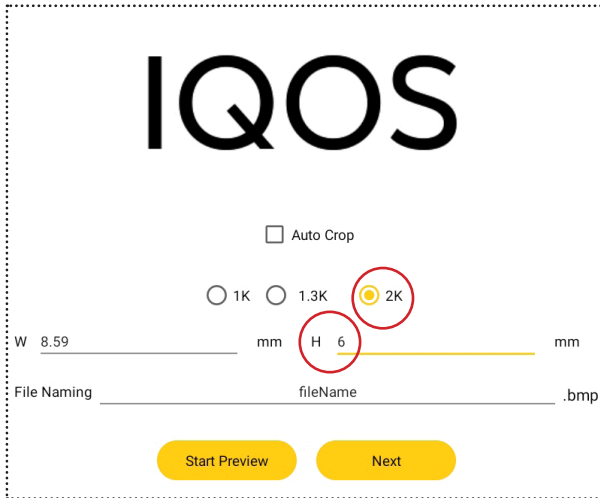 IQOS
Auto Crop
1K 1.3K 2K
W 8.59 mm H 6 mm
File Naming fileName .bmp
Start Preview Next